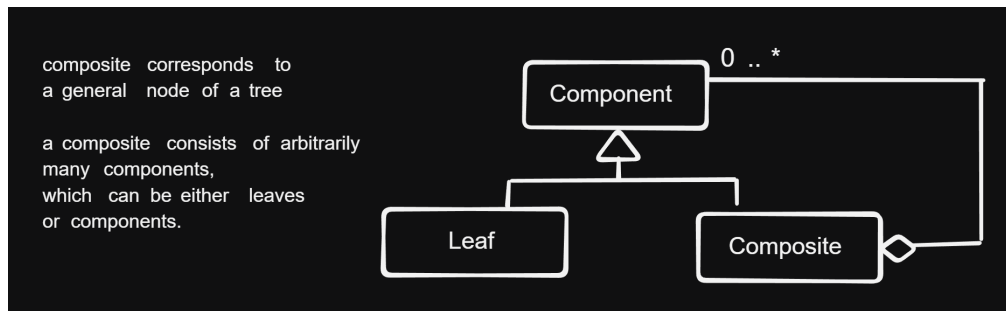 composite corresponds to
a general node of a tree
a composite consists of arbitrarily
many components,
which can be either leaves
or components.
0 .. *
Component
Leaf
Composite